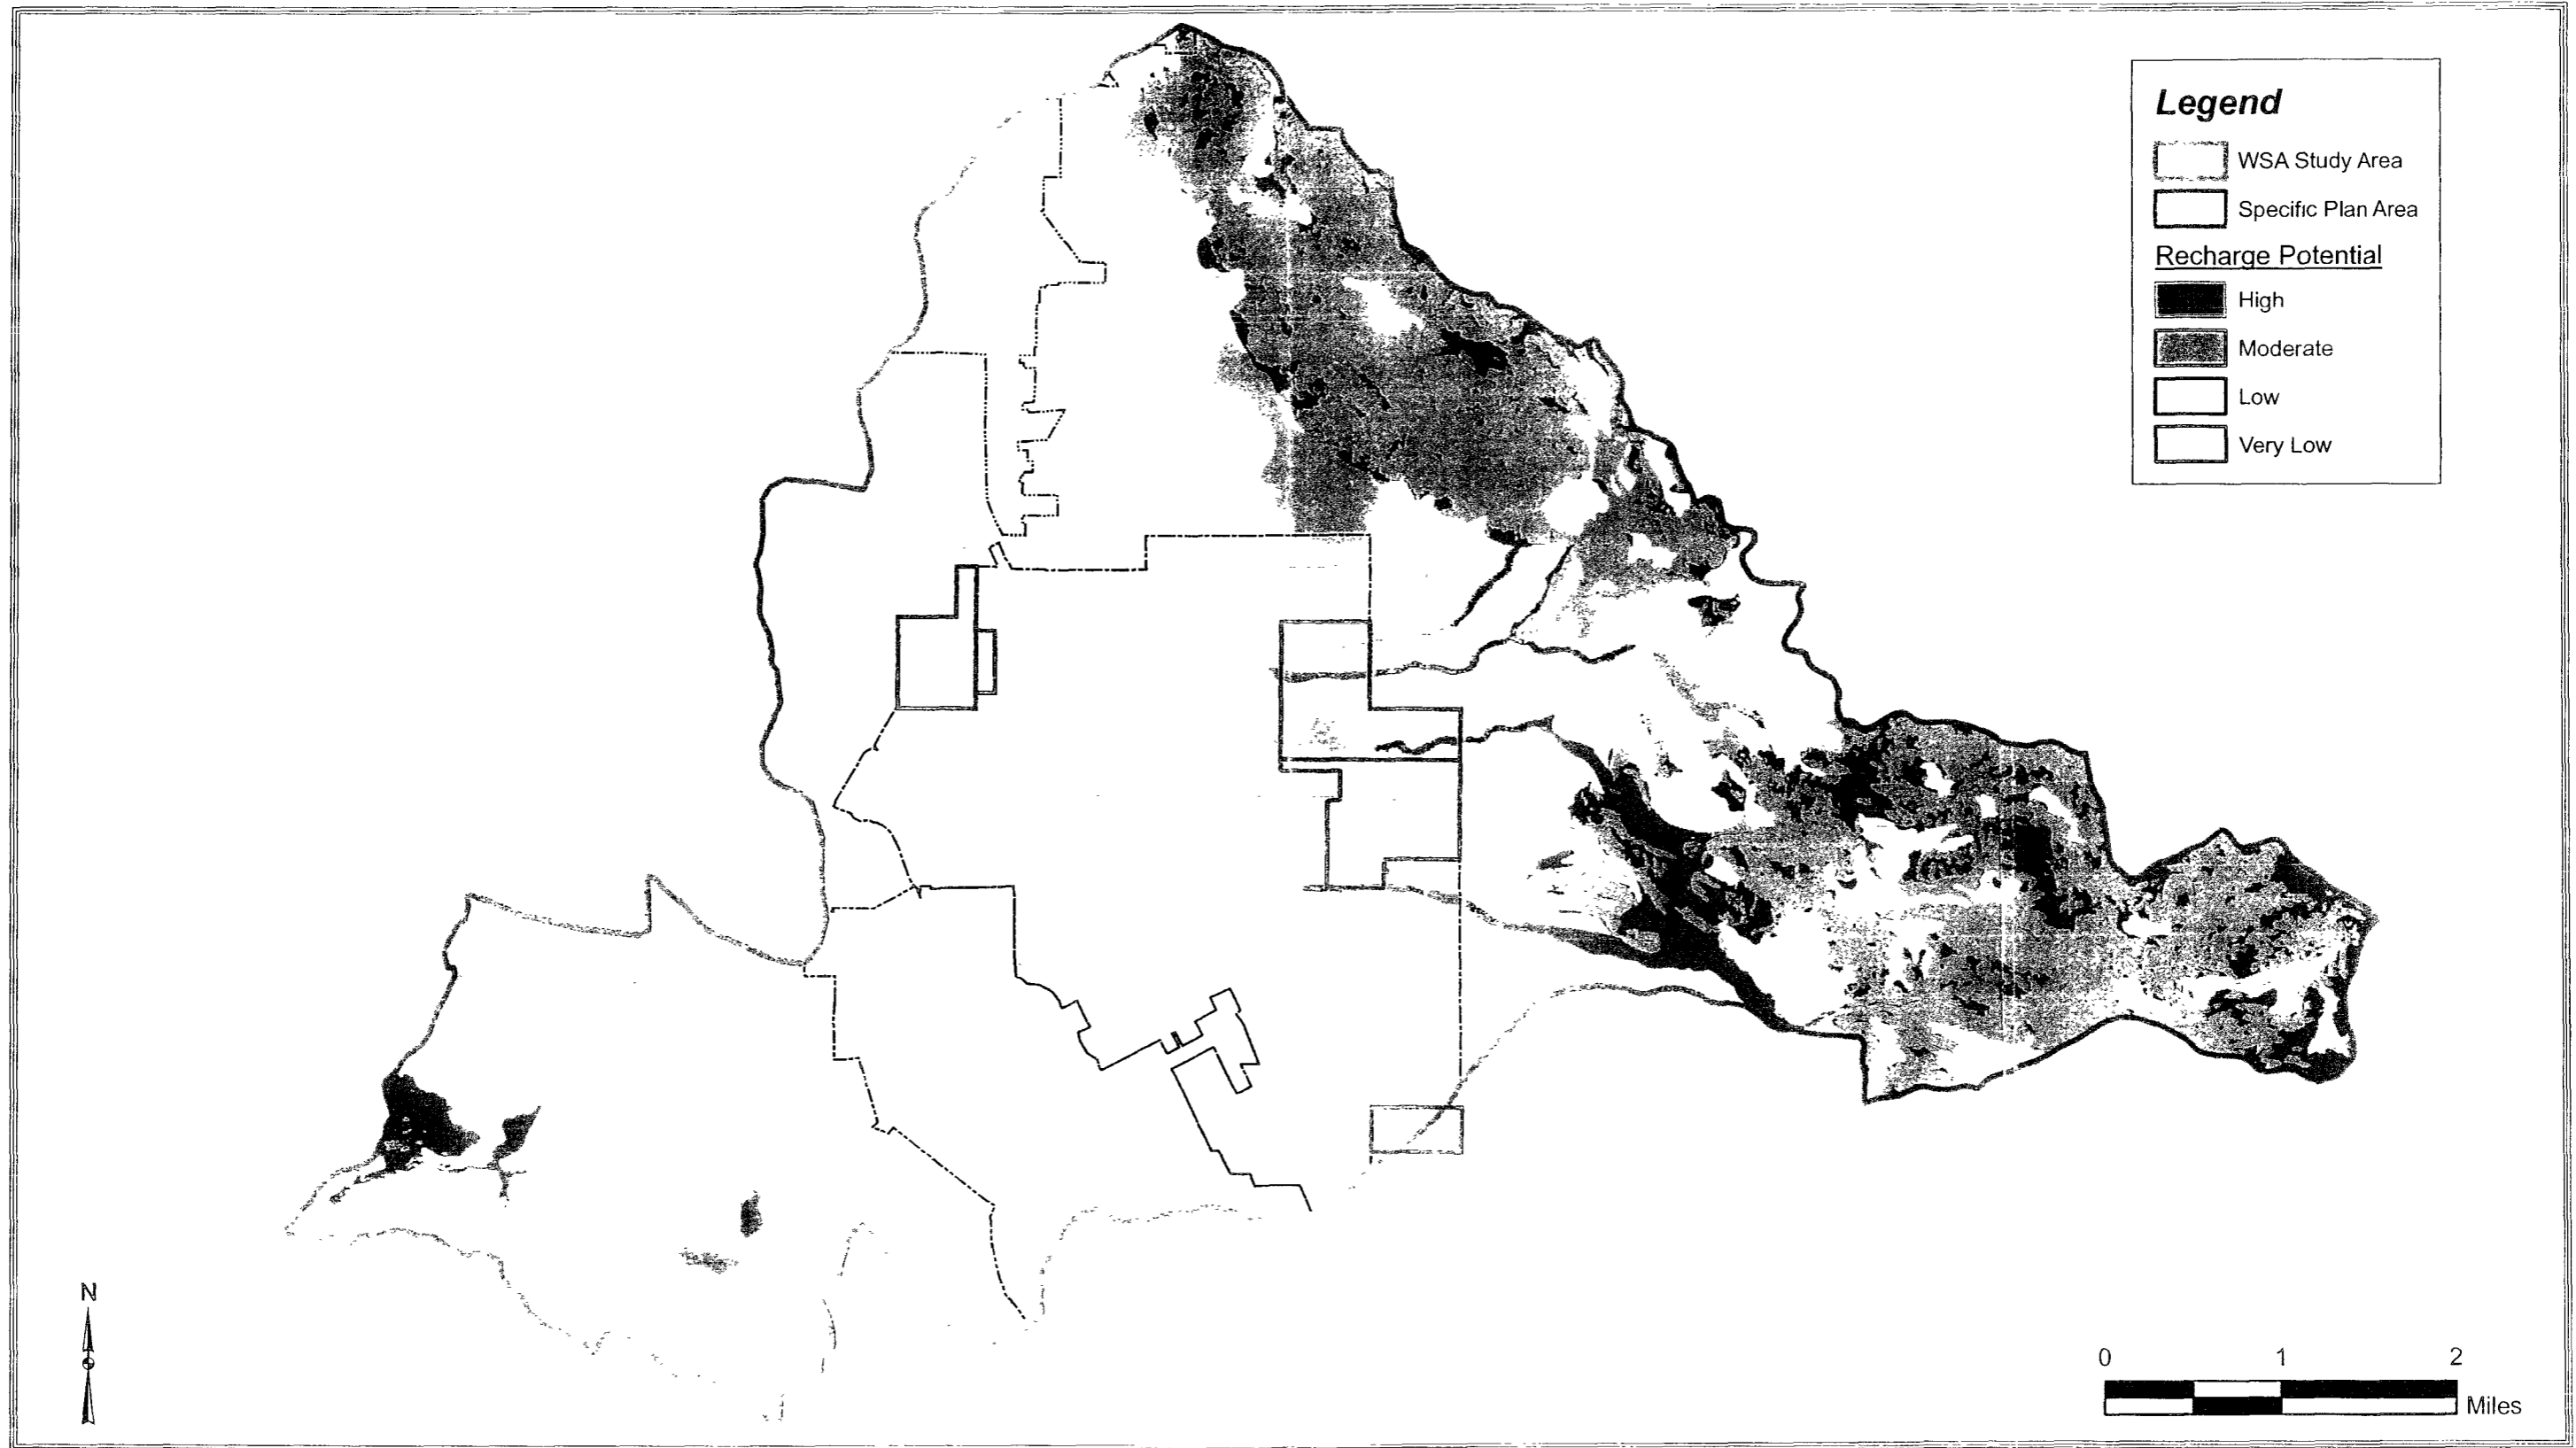 Legend
WSA Study Area
Specific Plan Area
Recharge Potential
High
Moderate
Low
Very Low
N
0 1 2
Miles